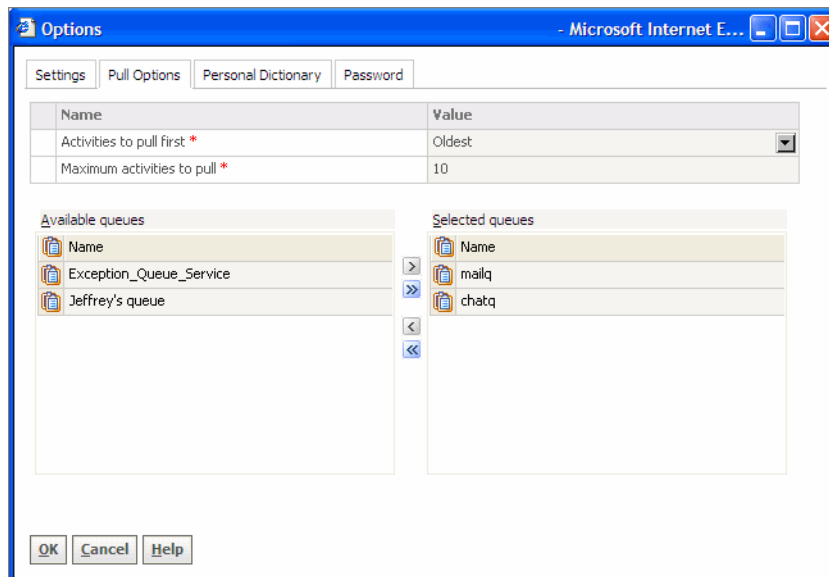 Options - Microsoft Internet E...
Settings Pull Options Personal Dictionary Password
Name Value
Activities to pull first * Oldest
Maximum activities to pull * 10
Available queues Selected queues
Name Name
Exception_Queue_Service mailq
Jeffrey's queue chatq
OK Cancel Help